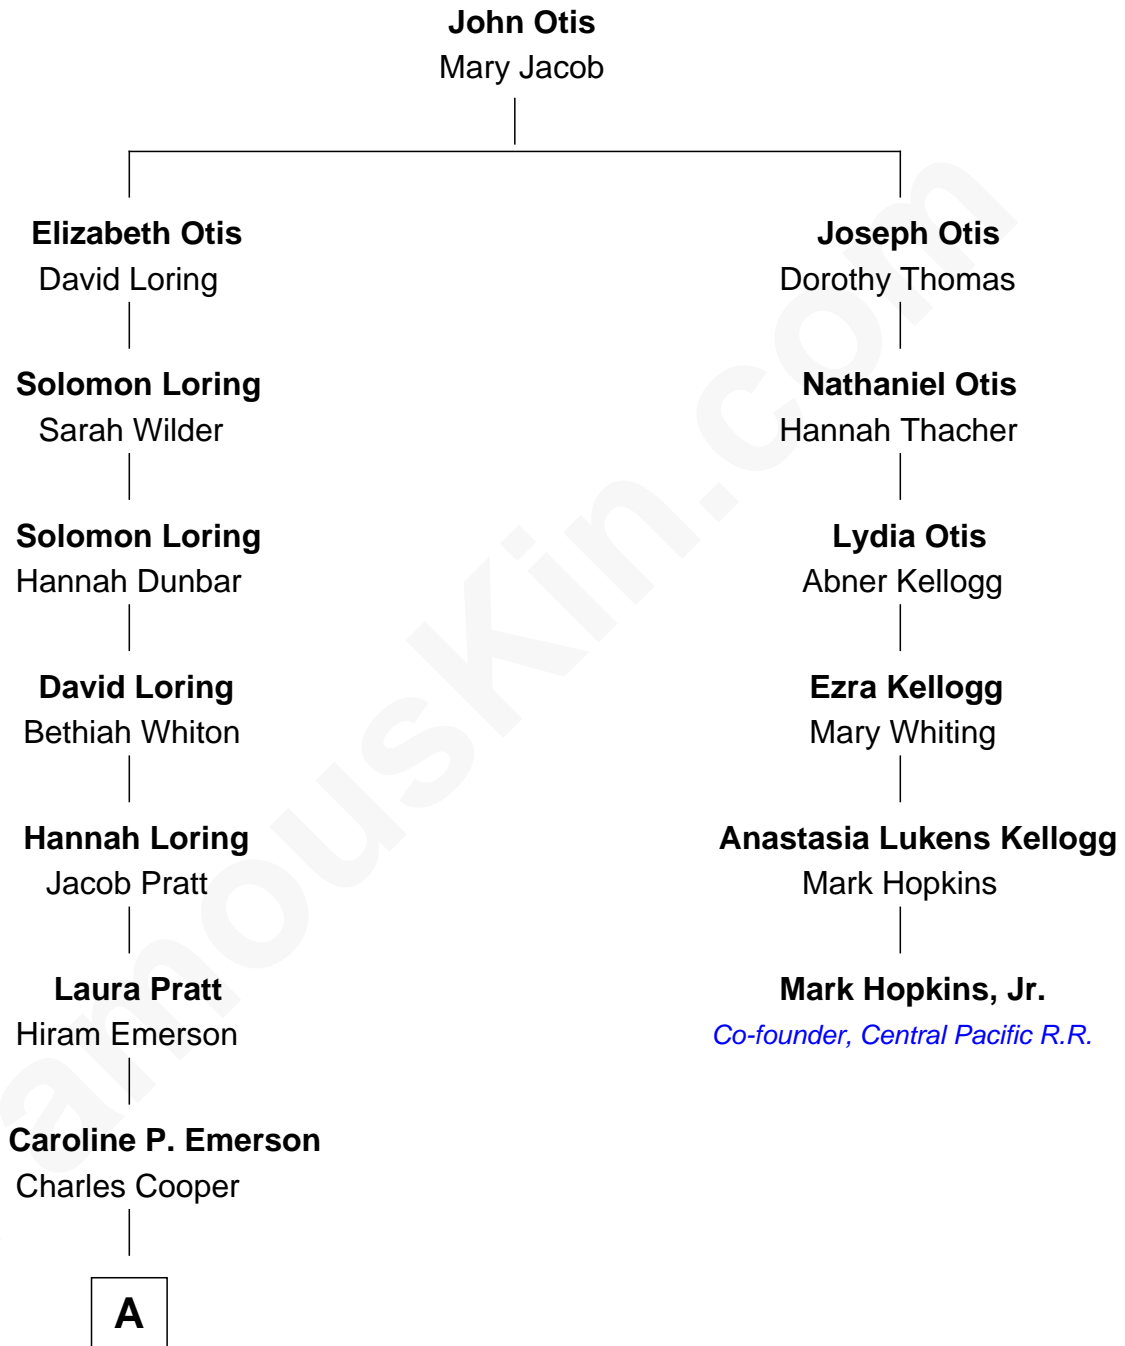 John Otis
Mary Jacob
Elizabeth Otis
David Loring
Joseph Otis
Dorothy Thomas
Solomon Loring
Sarah Wilder
Nathaniel Otis
Hannah Thacher
Solomon Loring
Hannah Dunbar
Lydia Otis
Abner Kellogg
David Loring
Bethiah Whiton
Ezra Kellogg
Mary Whiting
Hannah Loring
Jacob Pratt
Anastasia Lukens Kellogg
Mark Hopkins
Laura Pratt
Hiram Emerson
Mark Hopkins, Jr.
Co-founder, Central Pacific R.R.
Caroline P. Emerson
Charles Cooper
A
amouskin.com